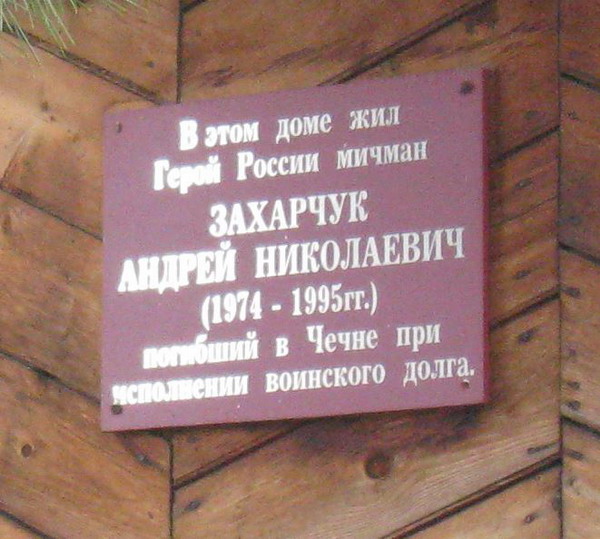 В этом доме жил
Герой России мичман
ЗАХАРЧУК
АНДРЕЙ НИКОЛАЕВИЧ
(1974 - 1995гг.)
погибший в Чечне при
исполнении воинского долга.